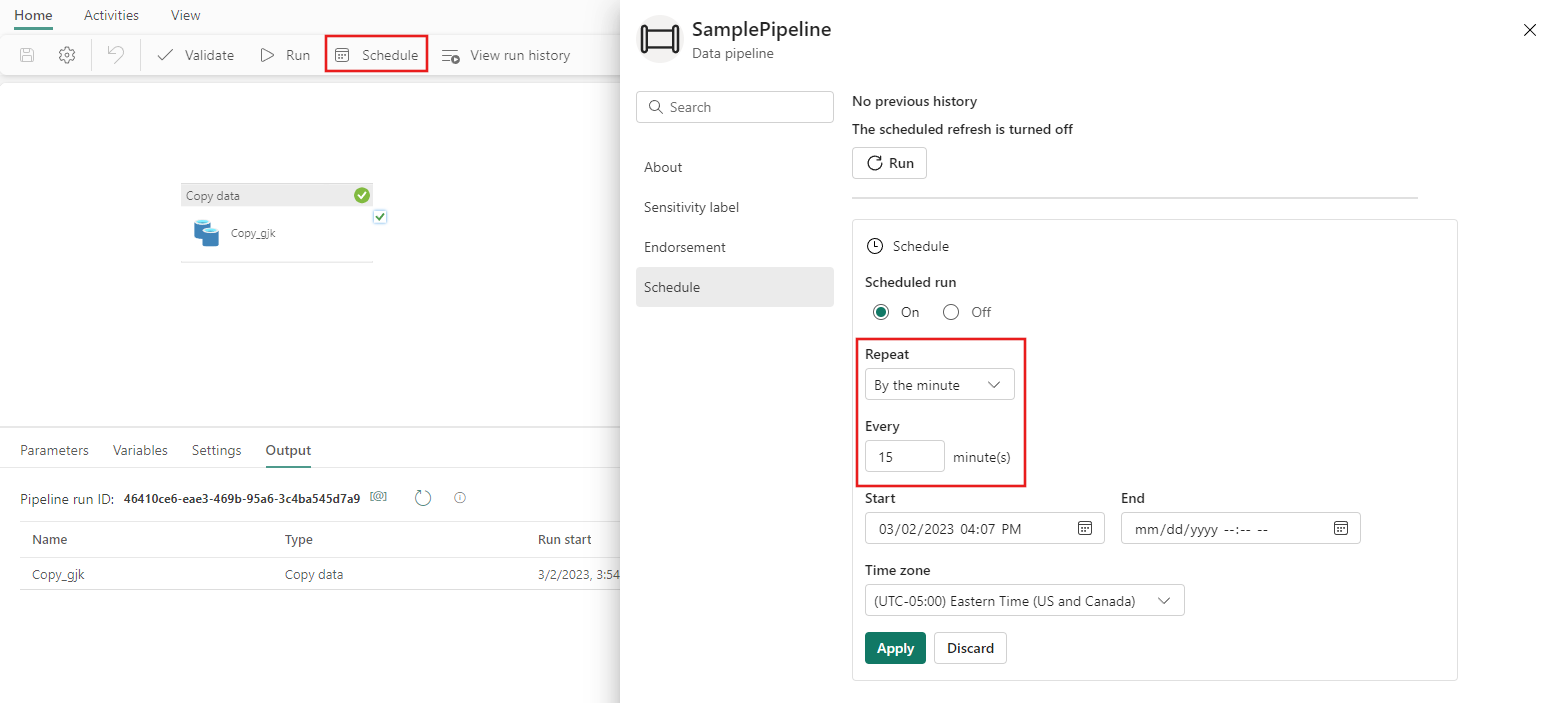 Home Activities View
Validate Run Schedule View run history
Copy data
Copy_gjk
Parameters Variables Settings Output
Pipeline run ID: 46410ce6-eae3-469b-95a6-3c4ba545d7a9 [@]
Name Type Run start
Copy_gjk Copy data 3/2/2023, 3:54
SamplePipeline
Data pipeline
Search
About
Sensitivity label
Endorsement
Schedule
No previous history
The scheduled refresh is turned off
Run
Schedule
Scheduled run
On Off
Repeat
By the minute
Every
15 minute(s)
Start End
03/02/2023 04:07 PM mm/dd/yyyy --:-- --
Time zone
(UTC-05:00) Eastern Time (US and Canada)
Apply Discard